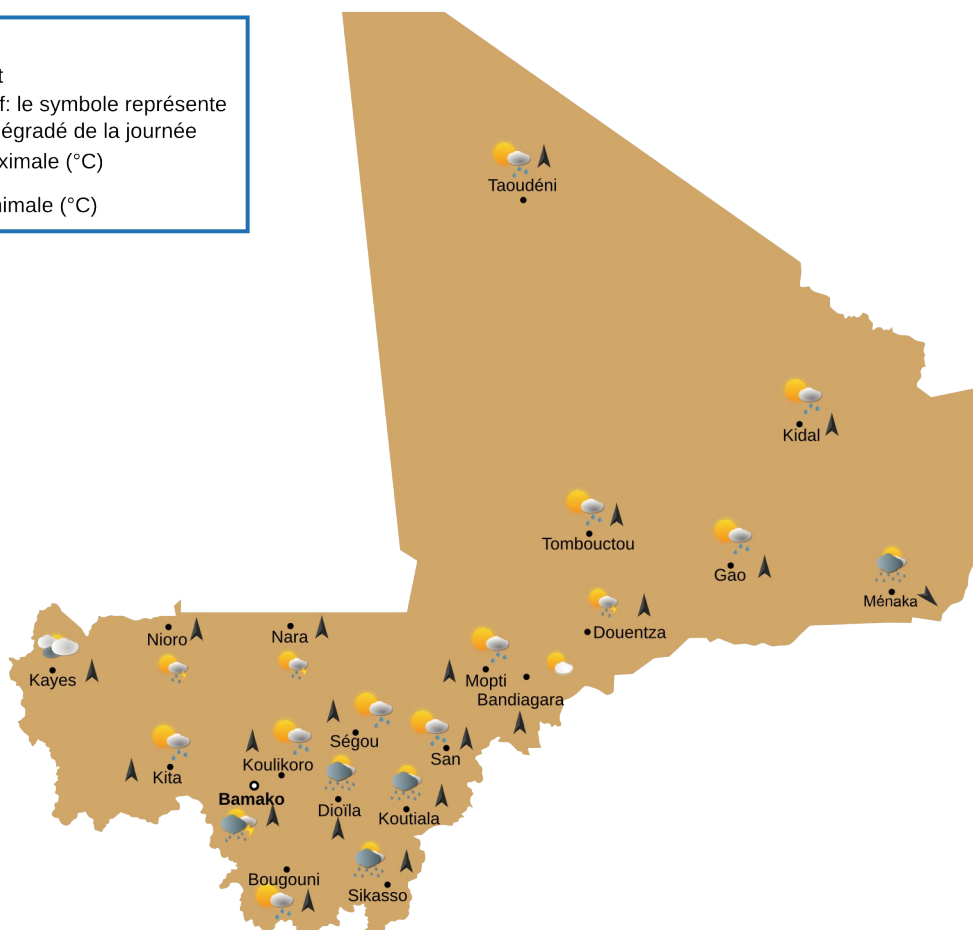 t
f: le symbole représente
égradé de la journée
ximale (°C)
imale (°C)
Taoudéni
Kidal
Tombouctou
Gao
Ménaka
Douentza
Nioro
Nara
Kayes
Mopti
Bandiagara
Ségou
San
Koulikoro
Kita
Bamako
Dioïla
Koutiala
Bougouni
Sikasso